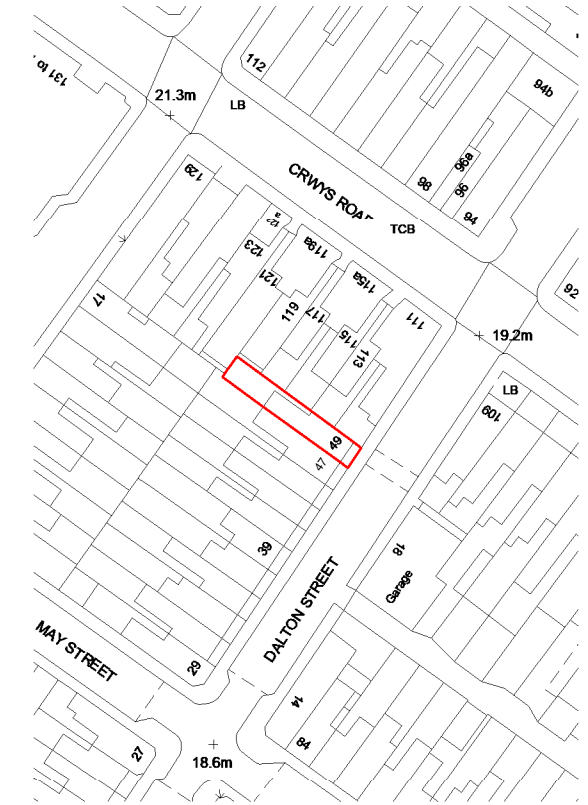 112
94b
131 to
21.3m
LB
96a
96
98
94
CRWYS ROAD
TCB
129
123
121
119a
119
117
115a
115
113
111
92
17
19.2m
LB
109
49
47
39
18
Garage
DALTON STREET
MAY STREET
29
14
84
27
18.6m